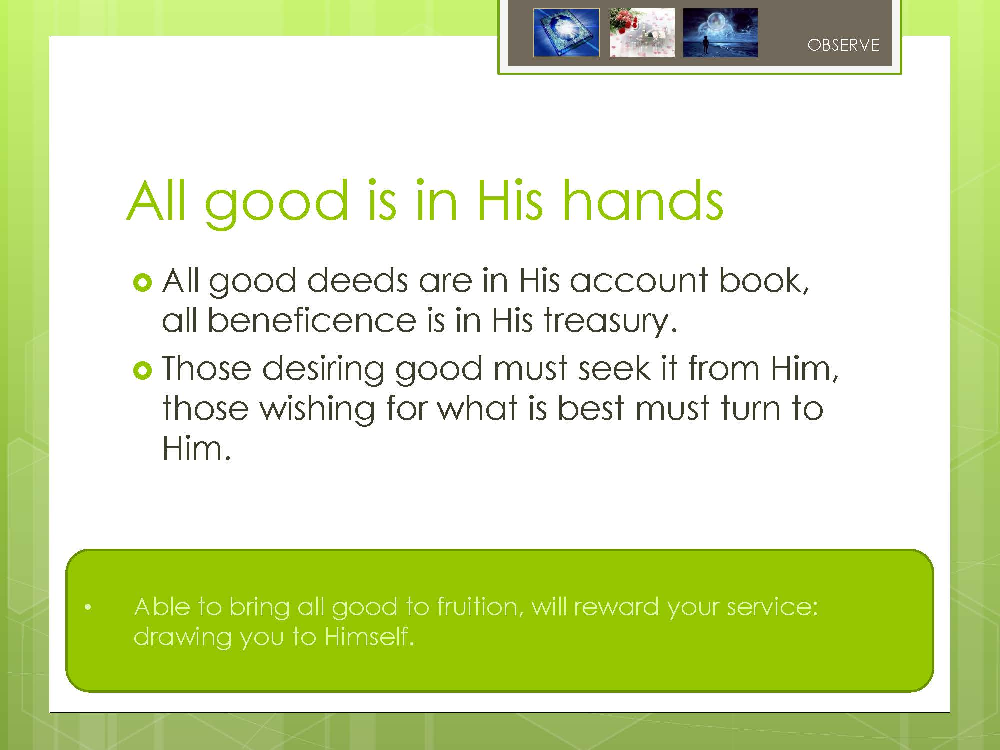 OBSERVE
All good is in His hands
All good deeds are in His account book,
all beneficence is in His treasury.
Those desiring good must seek it from Him,
those wishing for what is best must turn to
Him.
• Able to bring all good to fruition, will reward your service:
drawing you to Himself.